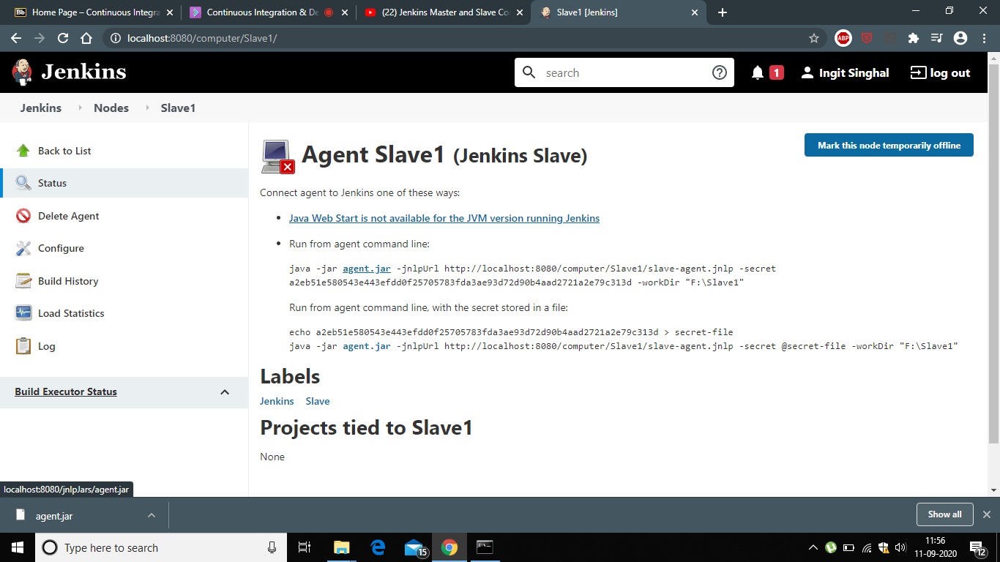 Home Page – Continuous Integra
Continuous Integration & De
(22) Jenkins Master and Slave Co
Slave1 [Jenkins]
localhost:8080/computer/Slave1/
ABP
Jenkins
search
1
Ingit Singhal
log out
Jenkins
Nodes
Slave1
Back to List
Status
Delete Agent
Configure
Build History
Load Statistics
Log
Build Executor Status
Agent Slave1 (Jenkins Slave)
Mark this node temporarily offline
Connect agent to Jenkins one of these ways:
Java Web Start is not available for the JVM version running Jenkins
Run from agent command line:
java -jar agent.jar -jnlpUrl http://localhost:8080/computer/Slave1/slave-agent.jnlp -secret
a2eb51e580543e443efdd0f25705783fda3ae93d72d90b4aad2721a2e79c313d -workDir "F:\Slave1"
Run from agent command line, with the secret stored in a file:
echo a2eb51e580543e443efdd0f25705783fda3ae93d72d90b4aad2721a2e79c313d > secret-file
java -jar agent.jar -jnlpUrl http://localhost:8080/computer/Slave1/slave-agent.jnlp -secret @secret-file -workDir "F:\Slave1"
Labels
Jenkins Slave
Projects tied to Slave1
None
localhost:8080/jnlpJars/agent.jar
agent.jar
Show all
Type here to search
15
11:56
11-09-2020
12